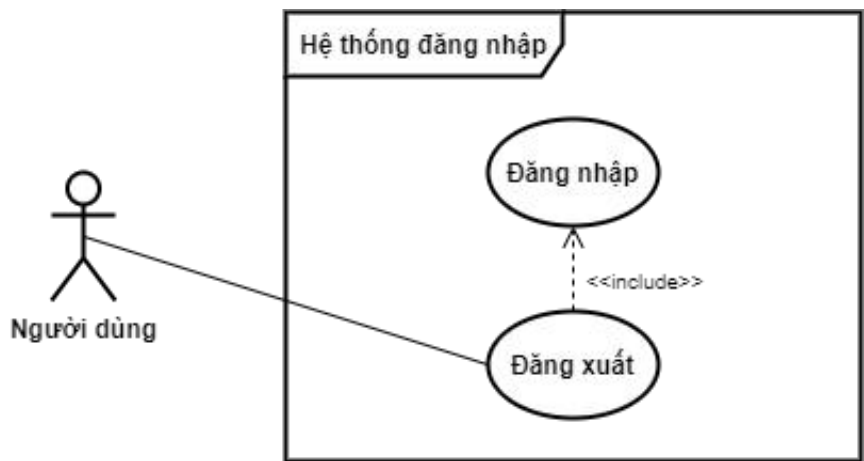 Hệ thống đăng nhập
Đăng nhập
<<include>>
Người dùng
Đăng xuất